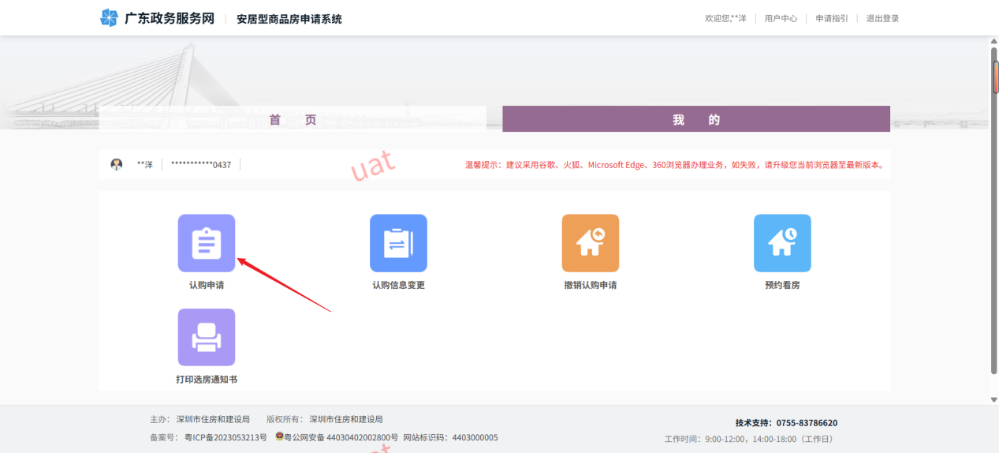 广东政务服务网 安居型商品房申请系统 欢迎您,**洋 用户中心 申请指引 退出登录
首 页 我 的
**洋 ***********0437 温馨提示：建议采用谷歌、火狐、Microsoft Edge、360浏览器办理业务，如失败，请升级您当前浏览器至最新版本。
uat
认购申请 认购信息变更 撤销认购申请 预约看房
打印选房通知书
主办： 深圳市住房和建设局 版权所有： 深圳市住房和建设局 技术支持：0755-83786620
备案号： 粤ICP备2023053213号 粤公网安备 44030402002800号 网站标识码：4403000005 工作时间：9:00-12:00，14:00-18:00（工作日）